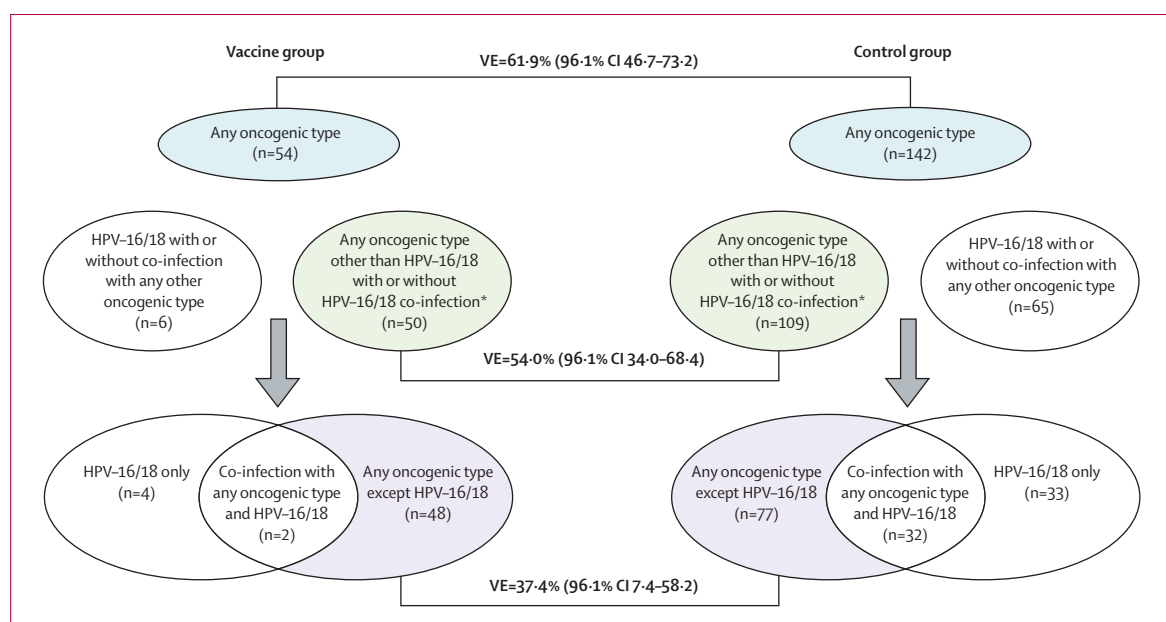 Vaccine group
VE=61·9% (96·1% CI 46·7–73·2)
Control group
Any oncogenic type
(n=54)
Any oncogenic type
(n=142)
HPV–16/18 with or
without co-infection
with any other
oncogenic type
(n=6)
Any oncogenic type
other than HPV–16/18
with or without
HPV–16/18 co-infection*
(n=50)
Any oncogenic type
other than HPV–16/18
with or without
HPV–16/18 co-infection*
(n=109)
HPV–16/18 with or
without co-infection with
any other oncogenic type
(n=65)
VE=54·0% (96·1% CI 34·0–68·4)
HPV–16/18 only
(n=4)
Co-infection with
any oncogenic type
and HPV–16/18
(n=2)
Any oncogenic type
except HPV–16/18
(n=48)
Any oncogenic type
except HPV–16/18
(n=77)
Co-infection with
any oncogenic type
and HPV–16/18
(n=32)
HPV–16/18 only
(n=33)
VE=37·4% (96·1% CI 7·4–58·2)